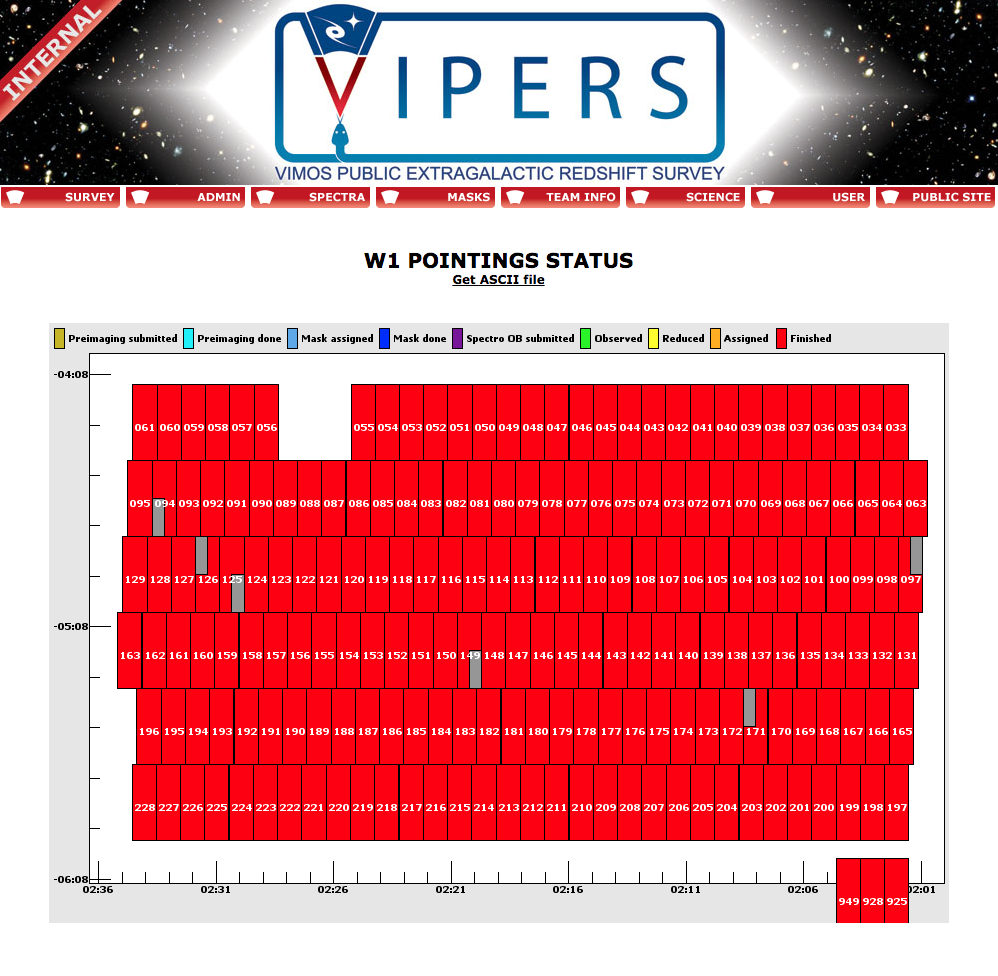 INTERNAL
VIPERS
VIMOS PUBLIC EXTRAGALACTIC REDSHIFT SURVEY
SURVEY ADMIN SPECTRA MASKS TEAM INFO SCIENCE USER PUBLIC SITE
W1 POINTINGS STATUS
Get ASCII file
Preimaging submitted Preimaging done Mask assigned Mask done Spectro OB submitted Observed Reduced Assigned Finished
-04:08
061 060 059 058 057 056 055 054 053 052 051 050 049 048 047 046 045 044 043 042 041 040 039 038 037 036 035 034 033
095 094 093 092 091 090 089 088 087 086 085 084 083 082 081 080 079 078 077 076 075 074 073 072 071 070 069 068 067 066 065 064 063
129 128 127 126 125 124 123 122 121 120 119 118 117 116 115 114 113 112 111 110 109 108 107 106 105 104 103 102 101 100 099 098 097
-05:08
163 162 161 160 159 158 157 156 155 154 153 152 151 150 149 148 147 146 145 144 143 142 141 140 139 138 137 136 135 134 133 132 131
196 195 194 193 192 191 190 189 188 187 186 185 184 183 182 181 180 179 178 177 176 175 174 173 172 171 170 169 168 167 166 165
228 227 226 225 224 223 222 221 220 219 218 217 216 215 214 213 212 211 210 209 208 207 206 205 204 203 202 201 200 199 198 197
-06:08
02:36 02:31 02:26 02:21 02:16 02:11 02:06 02:01
949 928 925